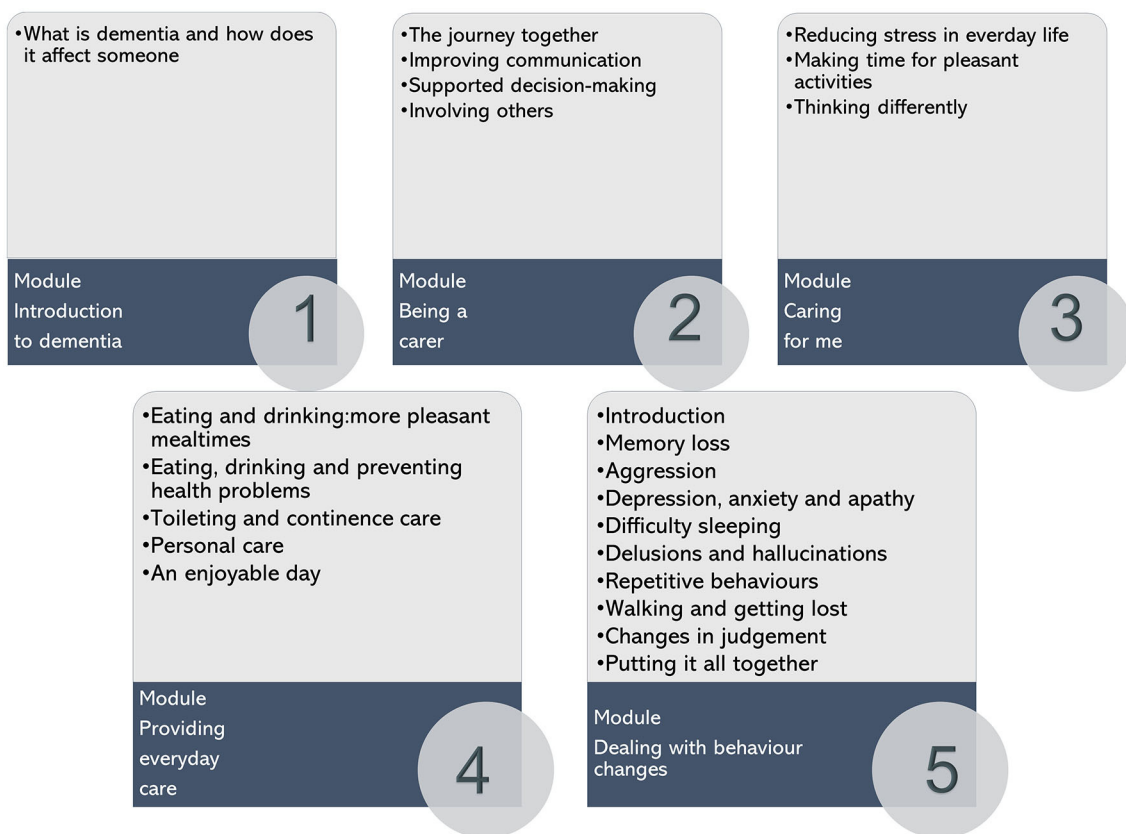 •What is dementia and how does
it affect someone
Module
Introduction
to dementia
1
•The journey together
•Improving communication
•Supported decision-making
•Involving others
Module
Being a
carer
2
•Reducing stress in everday life
•Making time for pleasant
activities
•Thinking differently
Module
Caring
for me
3
•Eating and drinking:more pleasant
mealtimes
•Eating, drinking and preventing
health problems
•Toileting and continence care
•Personal care
•An enjoyable day
Module
Providing
everyday
care
4
•Introduction
•Memory loss
•Aggression
•Depression, anxiety and apathy
•Difficulty sleeping
•Delusions and hallucinations
•Repetitive behaviours
•Walking and getting lost
•Changes in judgement
•Putting it all together
Module
Dealing with behaviour
changes
5